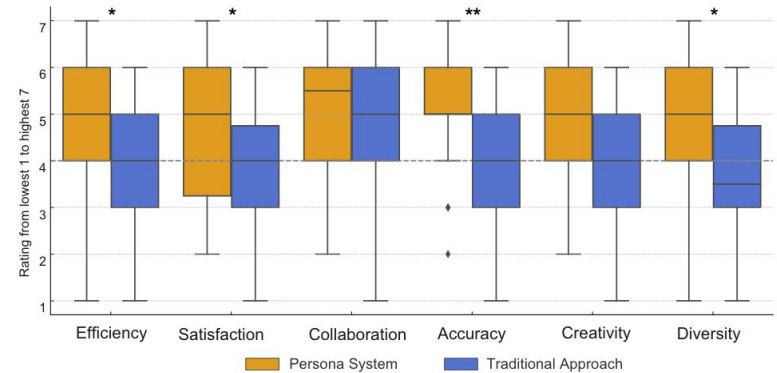 * * ** *
7
6
5
4
3
2
1
Rating from lowest 1 to highest 7
Efficiency Satisfaction Collaboration Accuracy Creativity Diversity
Persona System Traditional Approach